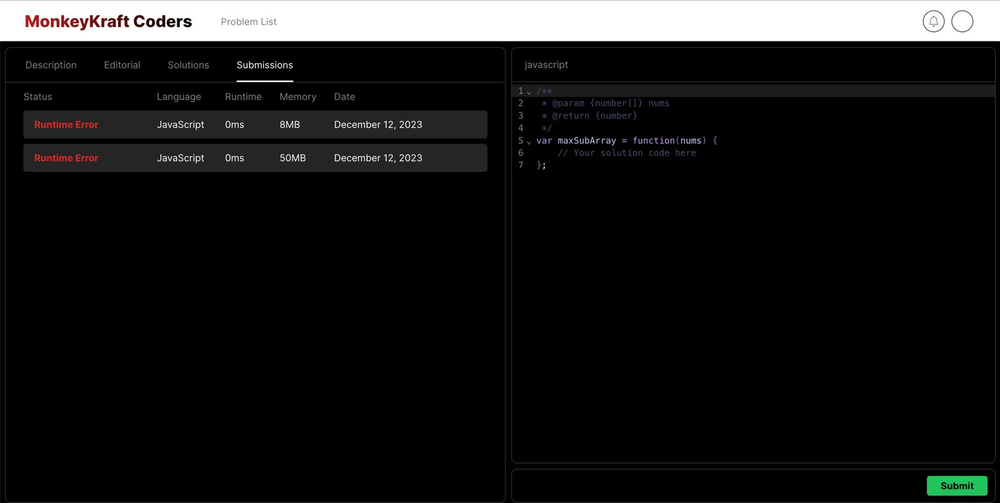 MonkeyKraft Coders Problem List
Description Editorial Solutions Submissions
Status Language Runtime Memory Date
Runtime Error JavaScript 0ms 8MB December 12, 2023
Runtime Error JavaScript 0ms 50MB December 12, 2023
javascript
1 /**
2  * @param {number[]} nums
3  * @return {number}
4  */
5 var maxSubArray = function(nums) {
6     // Your solution code here
7 };
Submit